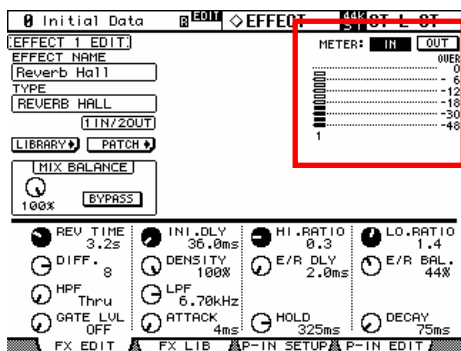 0 Initial Data R EDIT ◇EFFECT 44k ST L-ST
EFFECT 1 EDIT
METER: IN OUT
EFFECT NAME
OVER
Reverb Hall
0
- 6
TYPE
-12
REVERB HALL
-18
-30
1IN/2OUT
-48
1
LIBRARY PATCH
MIX BALANCE
100% BYPASS
REV TIME 3.2s INI.DLY 36.0ms HI.RATIO 0.3 LO.RATIO 1.4
DIFF. 8 DENSITY 100% E/R DLY 2.0ms E/R BAL. 44%
HPF Thru LPF 6.70kHz
GATE LVL OFF ATTACK 4ms HOLD 325ms DECAY 75ms
FX EDIT FX LIB P-IN SETUP P-IN EDIT